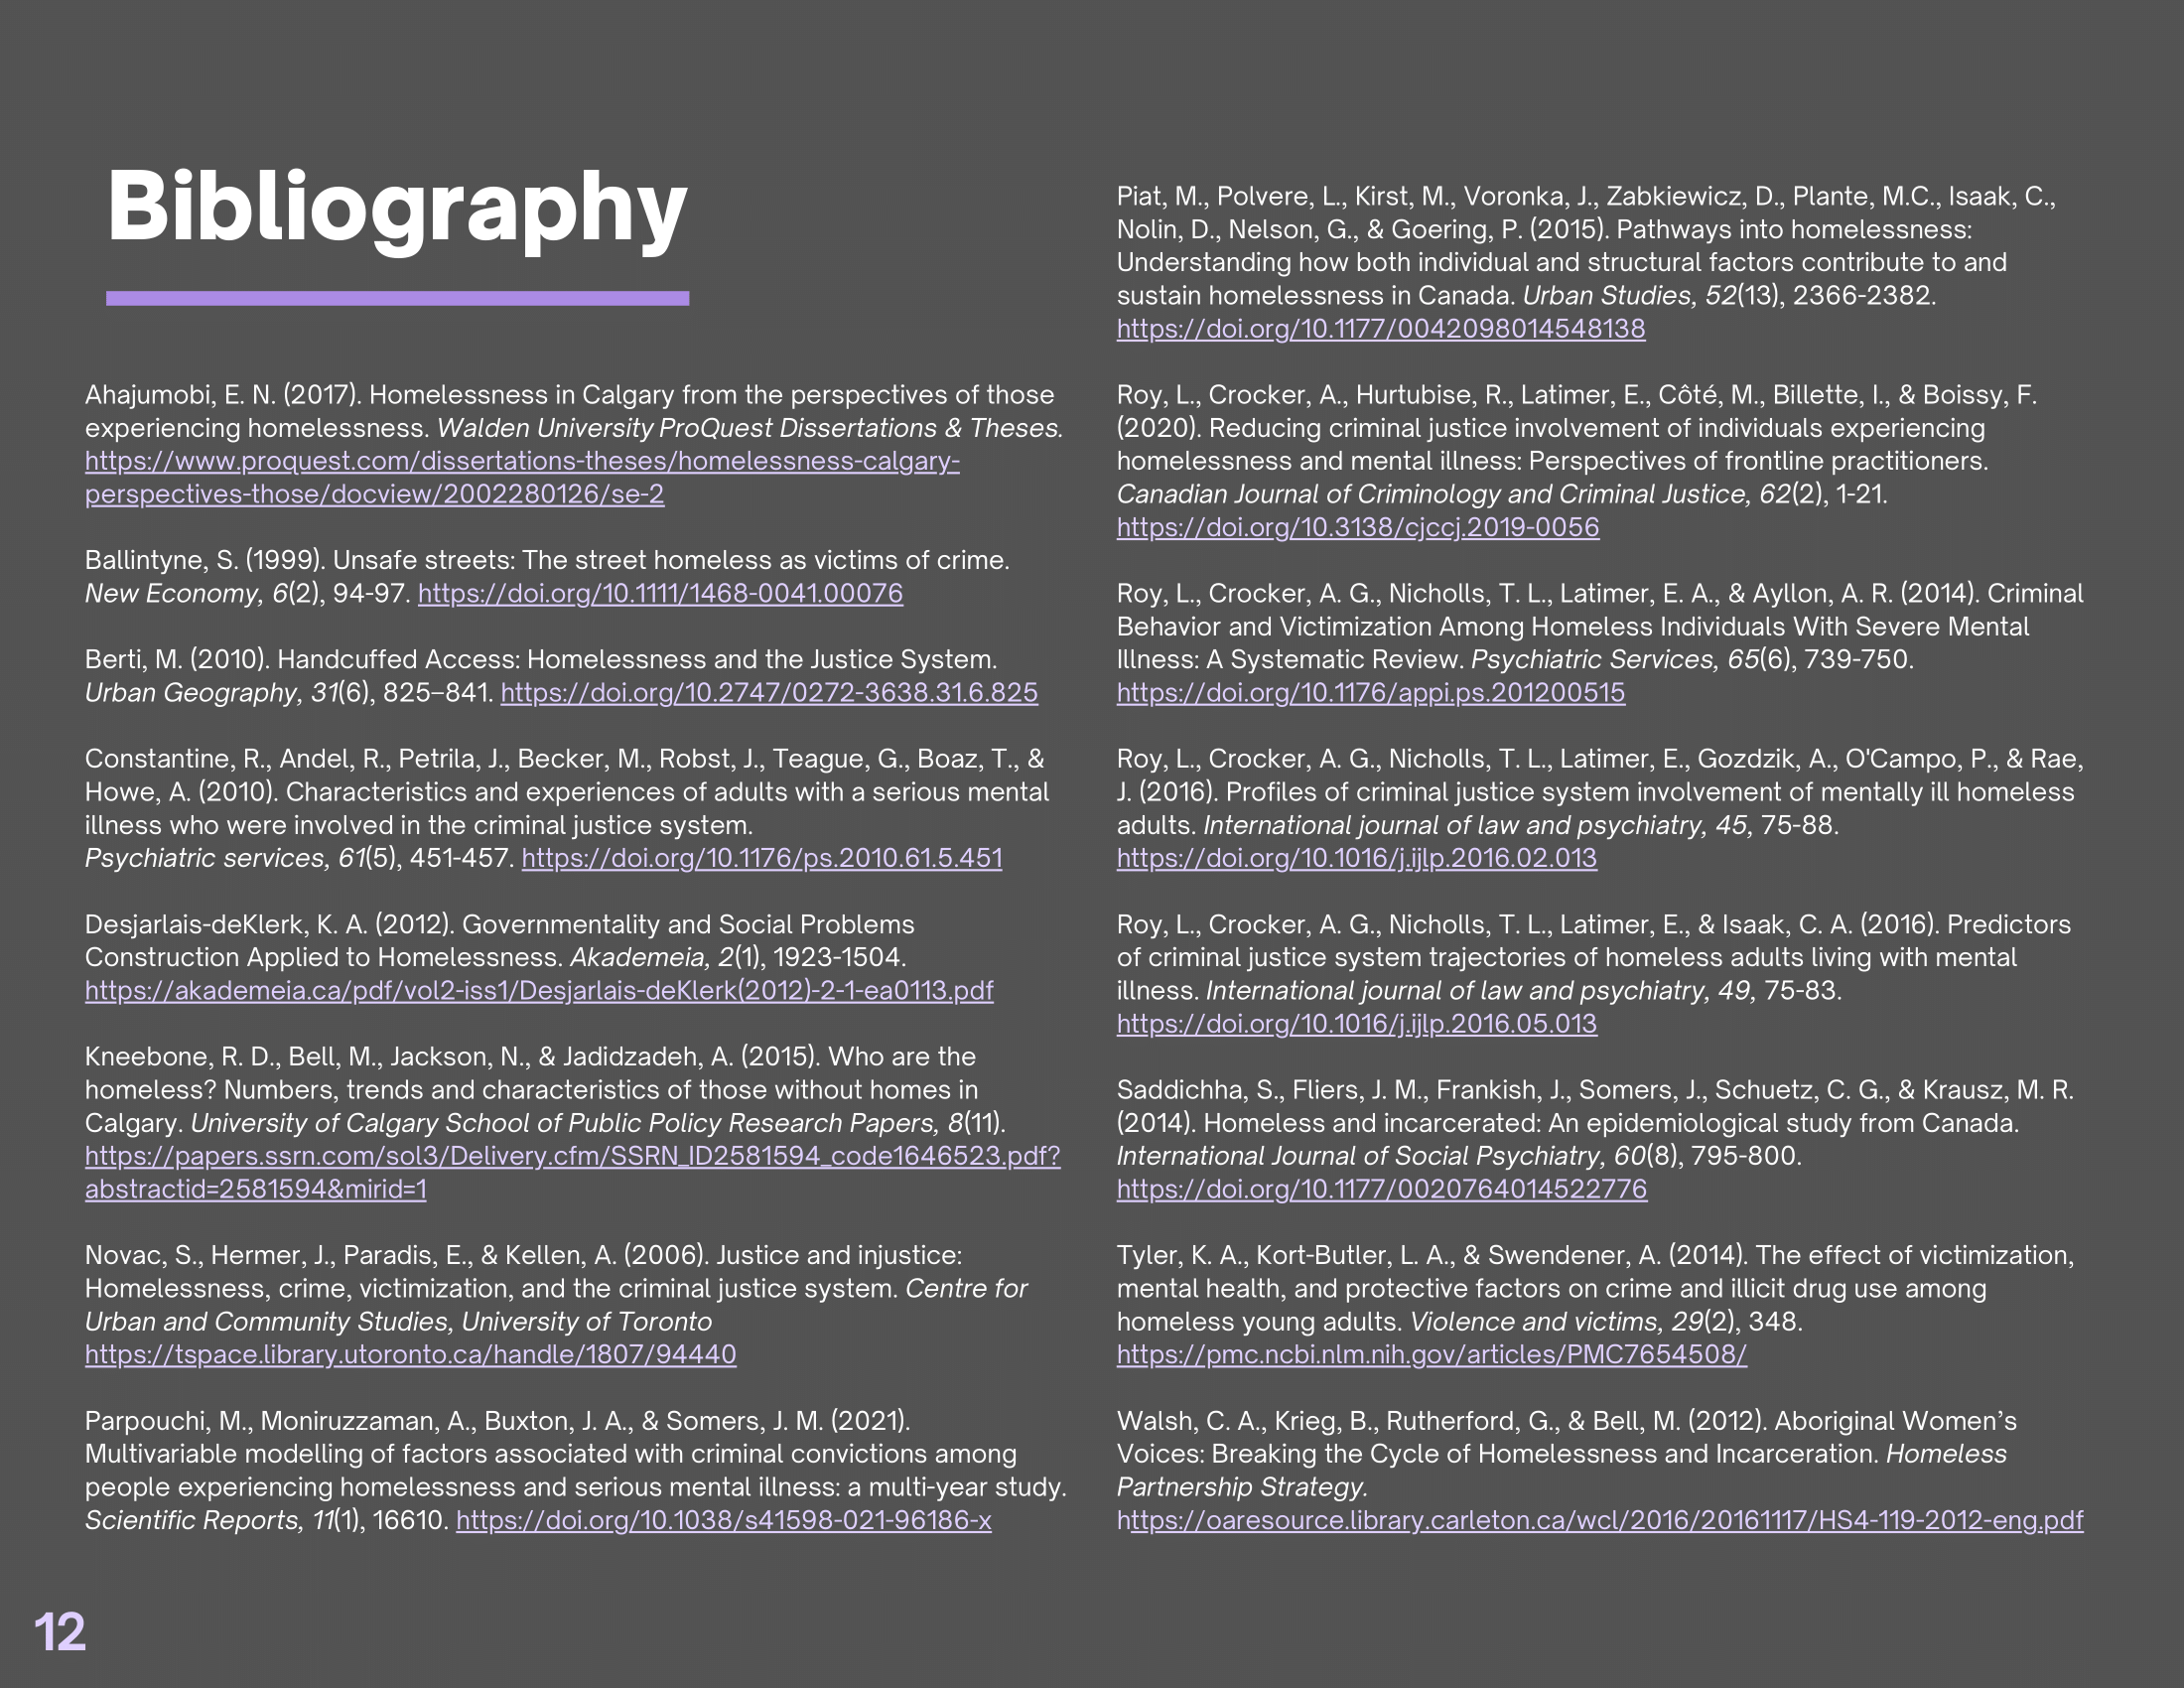 Bibliography
Ahajumobi, E. N. (2017). Homelessness in Calgary from the perspectives of those
experiencing homelessness. Walden University ProQuest Dissertations & Theses.
https://www.proquest.com/dissertations-theses/homelessness-calgary-
perspectives-those/docview/2002280126/se-2
Ballintyne, S. (1999). Unsafe streets: The street homeless as victims of crime.
New Economy, 6(2), 94-97. https://doi.org/10.1111/1468-0041.00076
Berti, M. (2010). Handcuffed Access: Homelessness and the Justice System.
Urban Geography, 31(6), 825–841. https://doi.org/10.2747/0272-3638.31.6.825
Constantine, R., Andel, R., Petrila, J., Becker, M., Robst, J., Teague, G., Boaz, T., &
Howe, A. (2010). Characteristics and experiences of adults with a serious mental
illness who were involved in the criminal justice system.
Psychiatric services, 61(5), 451-457. https://doi.org/10.1176/ps.2010.61.5.451
Desjarlais-deKlerk, K. A. (2012). Governmentality and Social Problems
Construction Applied to Homelessness. Akademeia, 2(1), 1923-1504.
https://akademeia.ca/pdf/vol2-iss1/Desjarlais-deKlerk(2012)-2-1-ea0113.pdf
Kneebone, R. D., Bell, M., Jackson, N., & Jadidzadeh, A. (2015). Who are the
homeless? Numbers, trends and characteristics of those without homes in
Calgary. University of Calgary School of Public Policy Research Papers, 8(11).
https://papers.ssrn.com/sol3/Delivery.cfm/SSRN_ID2581594_code1646523.pdf?
abstractid=2581594&mirid=1
Novac, S., Hermer, J., Paradis, E., & Kellen, A. (2006). Justice and injustice:
Homelessness, crime, victimization, and the criminal justice system. Centre for
Urban and Community Studies, University of Toronto
https://tspace.library.utoronto.ca/handle/1807/94440
Parpouchi, M., Moniruzzaman, A., Buxton, J. A., & Somers, J. M. (2021).
Multivariable modelling of factors associated with criminal convictions among
people experiencing homelessness and serious mental illness: a multi-year study.
Scientific Reports, 11(1), 16610. https://doi.org/10.1038/s41598-021-96186-x
Piat, M., Polvere, L., Kirst, M., Voronka, J., Zabkiewicz, D., Plante, M.C., Isaak, C.,
Nolin, D., Nelson, G., & Goering, P. (2015). Pathways into homelessness:
Understanding how both individual and structural factors contribute to and
sustain homelessness in Canada. Urban Studies, 52(13), 2366-2382.
https://doi.org/10.1177/0042098014548138
Roy, L., Crocker, A., Hurtubise, R., Latimer, E., Côté, M., Billette, I., & Boissy, F.
(2020). Reducing criminal justice involvement of individuals experiencing
homelessness and mental illness: Perspectives of frontline practitioners.
Canadian Journal of Criminology and Criminal Justice, 62(2), 1-21.
https://doi.org/10.3138/cjccj.2019-0056
Roy, L., Crocker, A. G., Nicholls, T. L., Latimer, E. A., & Ayllon, A. R. (2014). Criminal
Behavior and Victimization Among Homeless Individuals With Severe Mental
Illness: A Systematic Review. Psychiatric Services, 65(6), 739-750.
https://doi.org/10.1176/appi.ps.201200515
Roy, L., Crocker, A. G., Nicholls, T. L., Latimer, E., Gozdzik, A., O'Campo, P., & Rae,
J. (2016). Profiles of criminal justice system involvement of mentally ill homeless
adults. International journal of law and psychiatry, 45, 75-88.
https://doi.org/10.1016/j.ijlp.2016.02.013
Roy, L., Crocker, A. G., Nicholls, T. L., Latimer, E., & Isaak, C. A. (2016). Predictors
of criminal justice system trajectories of homeless adults living with mental
illness. International journal of law and psychiatry, 49, 75-83.
https://doi.org/10.1016/j.ijlp.2016.05.013
Saddichha, S., Fliers, J. M., Frankish, J., Somers, J., Schuetz, C. G., & Krausz, M. R.
(2014). Homeless and incarcerated: An epidemiological study from Canada.
International Journal of Social Psychiatry, 60(8), 795-800.
https://doi.org/10.1177/0020764014522776
Tyler, K. A., Kort-Butler, L. A., & Swendener, A. (2014). The effect of victimization,
mental health, and protective factors on crime and illicit drug use among
homeless young adults. Violence and victims, 29(2), 348.
https://pmc.ncbi.nlm.nih.gov/articles/PMC7654508/
Walsh, C. A., Krieg, B., Rutherford, G., & Bell, M. (2012). Aboriginal Women’s
Voices: Breaking the Cycle of Homelessness and Incarceration. Homeless
Partnership Strategy.
https://oaresource.library.carleton.ca/wcl/2016/20161117/HS4-119-2012-eng.pdf
12